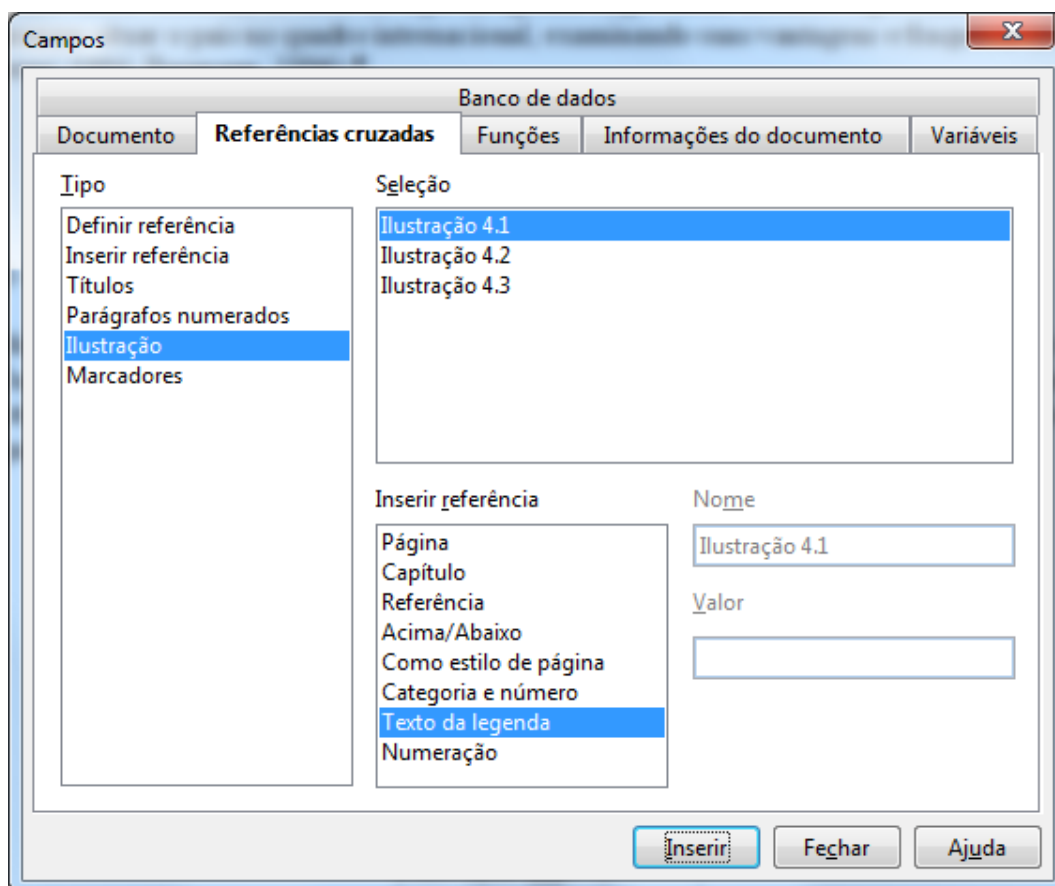 Campos
Banco de dados
Documento
Referências cruzadas
Funções
Informações do documento
Variáveis
Tipo
Definir referência
Inserir referência
Títulos
Parágrafos numerados
Ilustração
Marcadores
Seleção
Ilustração 4.1
Ilustração 4.2
Ilustração 4.3
Inserir referência
Página
Capítulo
Referência
Acima/Abaixo
Como estilo de página
Categoria e número
Texto da legenda
Numeração
Nome
Ilustração 4.1
Valor
Inserir
Fechar
Ajuda